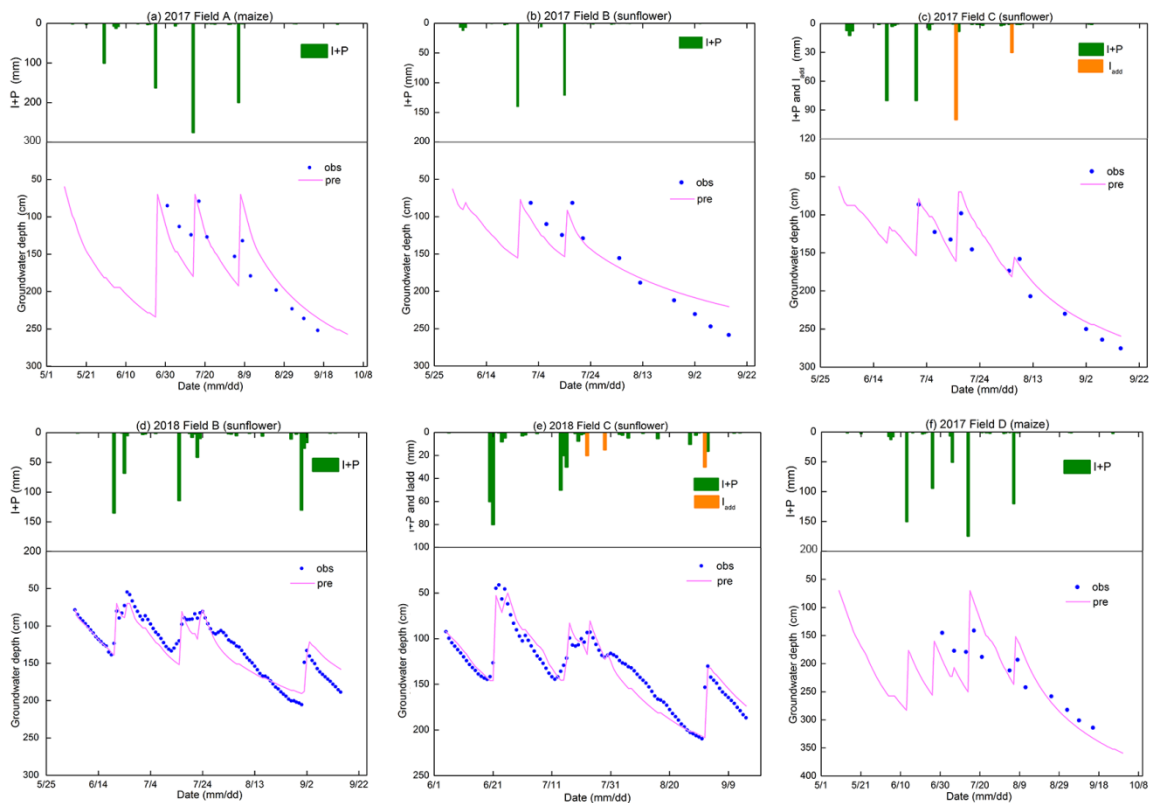 (a) 2017 Field A (maize)
0
100
200
300
I+P (mm)
I+P
50
100
150
200
250
300
Groundwater depth (cm)
obs
pre
5/1 5/21 6/10 6/30 7/20 8/9 8/29 9/18 10/8
Date (mm/dd)
(b) 2017 Field B (sunflower)
0
50
100
150
200
I+P (mm)
I+P
50
100
150
200
250
300
Groundwater depth (cm)
obs
pre
5/25 6/14 7/4 7/24 8/13 9/2 9/22
Date (mm/dd)
(c) 2017 Field C (sunflower)
0
30
60
90
120
I+P and Iadd (mm)
I+P
Iadd
50
100
150
200
250
300
Groundwater depth (cm)
obs
pre
5/25 6/14 7/4 7/24 8/13 9/2 9/22
Date (mm/dd)
(d) 2018 Field B (sunflower)
0
50
100
150
200
I+P (mm)
I+P
50
100
150
200
250
300
Groundwater depth (cm)
obs
pre
5/25 6/14 7/4 7/24 8/13 9/2 9/22
Date (mm/dd)
(e) 2018 Field C (sunflower)
0
20
40
60
80
100
I+P and Iadd (mm)
I+P
Iadd
50
100
150
200
250
Groundwater depth (cm)
obs
pre
6/1 6/21 7/11 7/31 8/20 9/9
Date (mm/dd)
(f) 2017 Field D (maize)
0
50
100
150
200
I+P (mm)
I+P
50
100
150
200
250
300
350
400
Groundwater depth (cm)
obs
pre
5/1 5/21 6/10 6/30 7/20 8/9 8/29 9/18 10/8
Date (mm/dd)